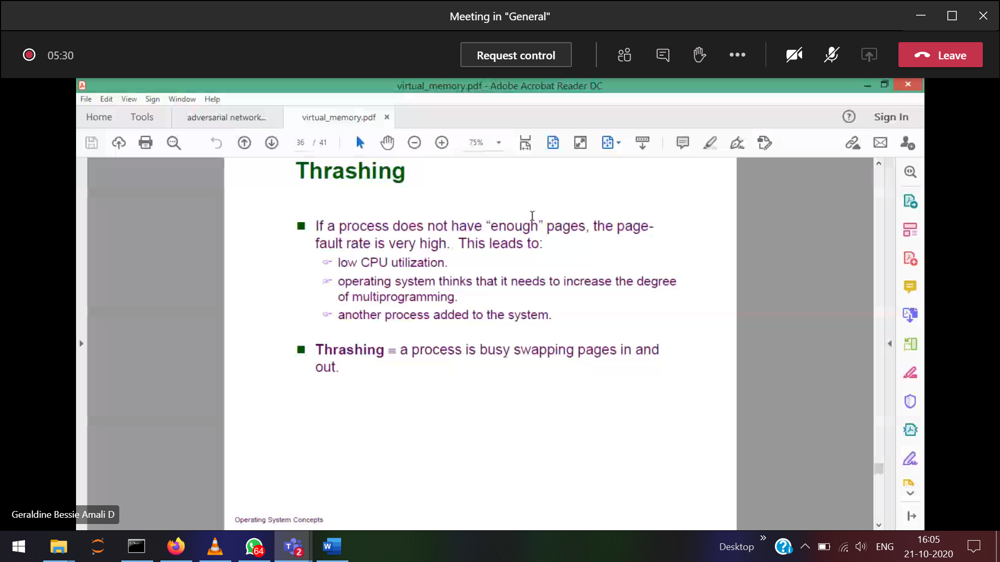 Meeting in "General"
05:30
Request control
Leave
virtual_memory.pdf - Adobe Acrobat Reader DC
File Edit View Sign Window Help
Home Tools adversarial network... virtual_memory.pdf × Sign In
36 / 41 75%
Thrashing
If a process does not have “enough” pages, the page-
fault rate is very high. This leads to:
low CPU utilization.
operating system thinks that it needs to increase the degree
of multiprogramming.
another process added to the system.
Thrashing ≡ a process is busy swapping pages in and
out.
Geraldine Bessie Amali D
Operating System Concepts
64
T 2
W
Desktop » ENG
16:05
21-10-2020